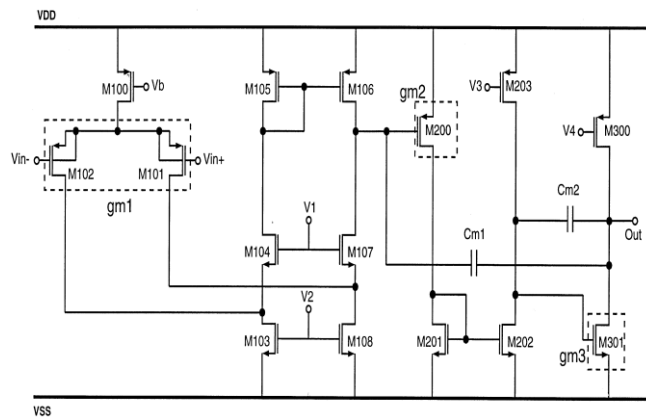 VDD
M100
Vb
M105
M106
gm2
M200
V3
M203
V4
M300
Vin-
M102
M101
Vin+
gm1
V1
M104
M107
Cm1
Cm2
Out
V2
M103
M108
M201
M202
gm3
M301
VSS